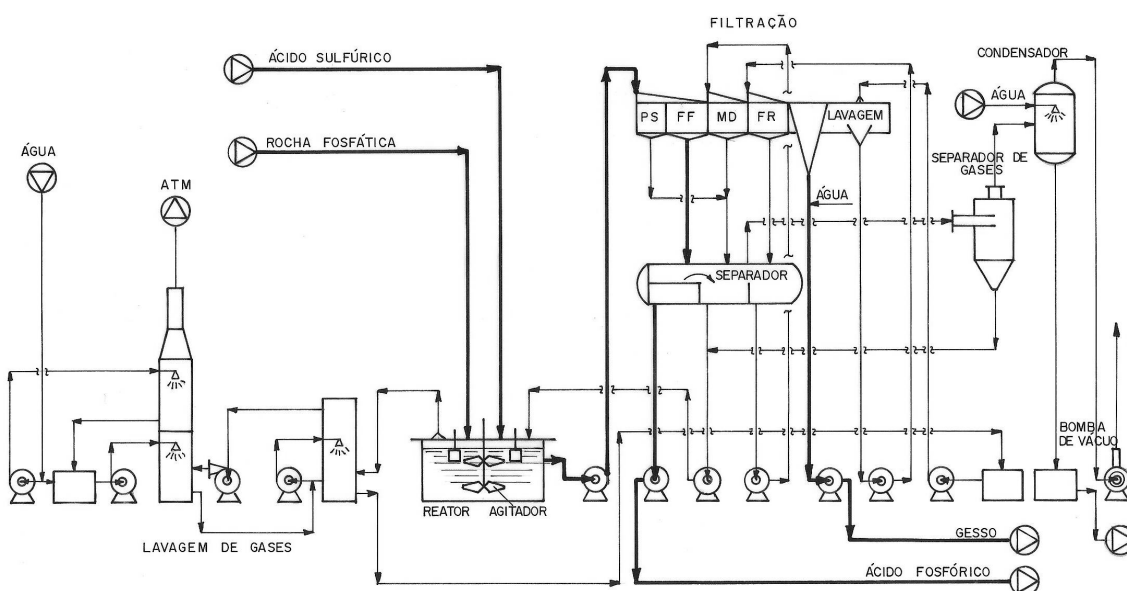 FILTRAÇÃO
ÁCIDO SULFÚRICO
CONDENSADOR
ÁGUA
PS FF MD FR LAVAGEM
ROCHA FOSFÁTICA
ÁGUA
SEPARADOR DE
GASES
ATM
ÁGUA
SEPARADOR
BOMBA
DE VÁCUO
REATOR AGITADOR
LAVAGEM DE GASES
GESSO
ÁCIDO FOSFÓRICO